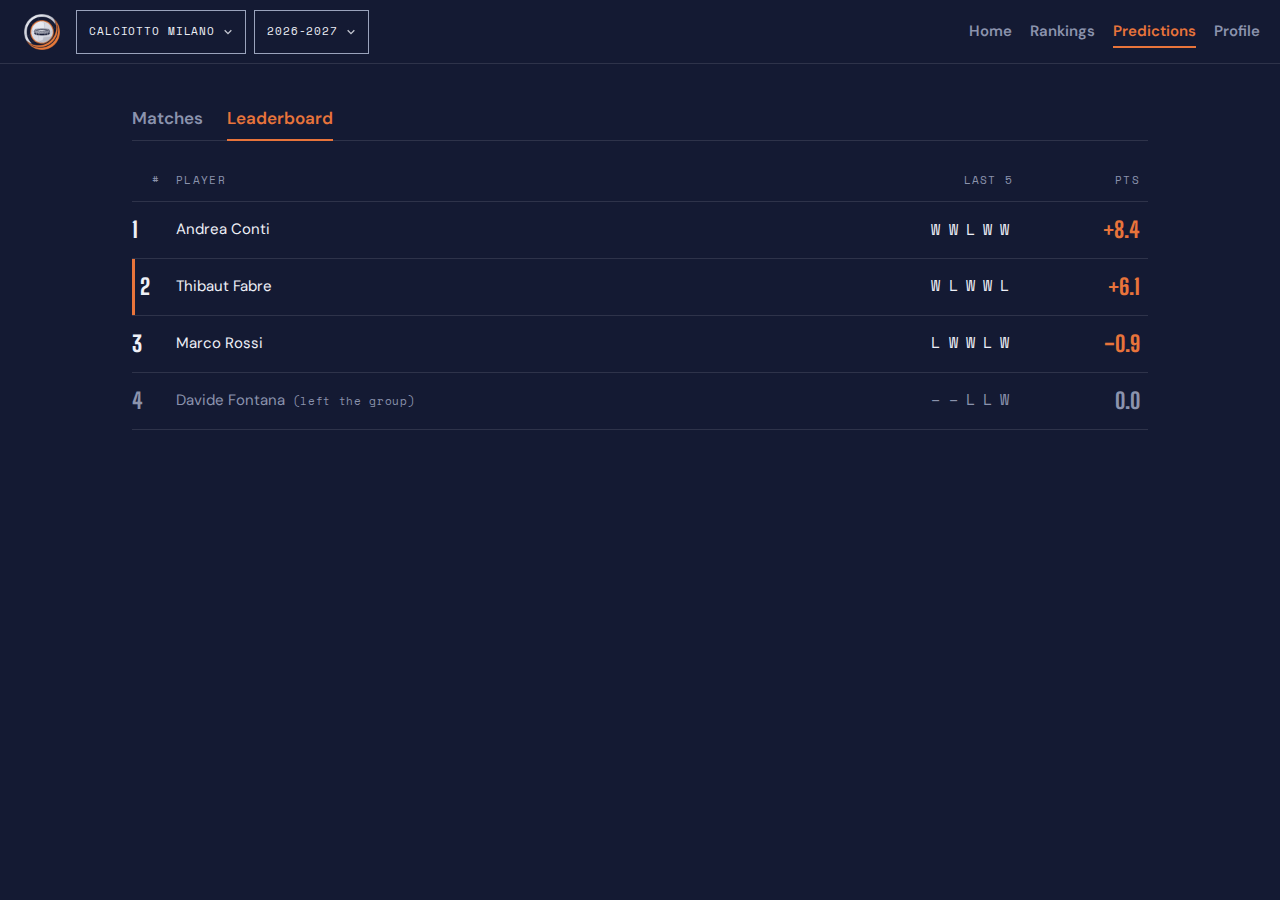 CALCIOTTO MILANO 2026-2027 Home Rankings Predictions Profile
Matches Leaderboard
# PLAYER LAST 5 PTS
1 Andrea Conti W W L W W +8.4
2 Thibaut Fabre W L W W L +6.1
3 Marco Rossi L W W L W −0.9
4 Davide Fontana (left the group) – – L L W 0.0